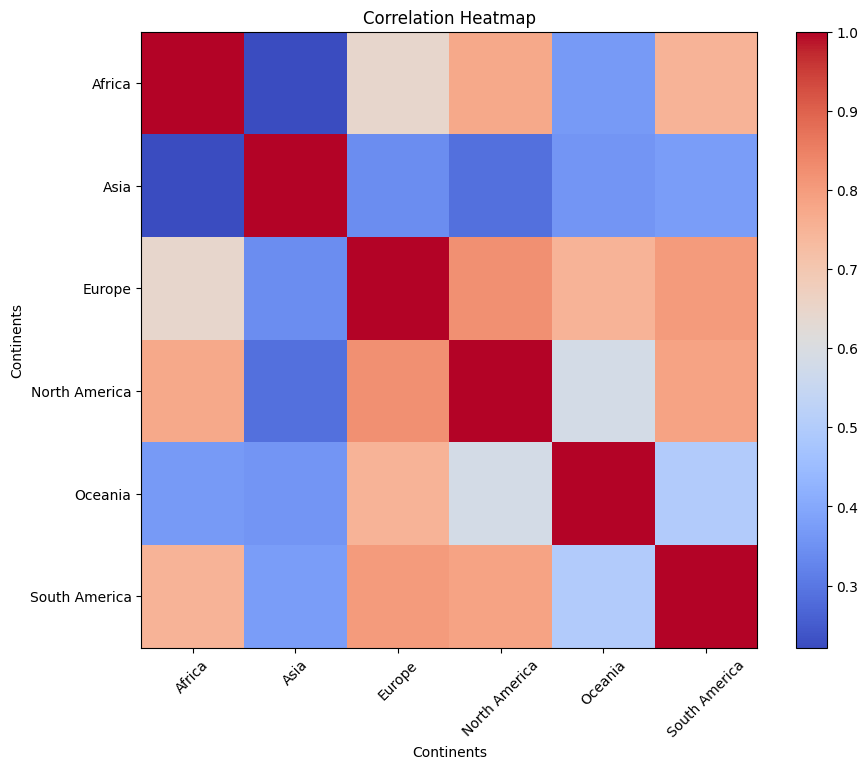 Correlation Heatmap
Continents
Africa
Asia
Europe
North America
Oceania
South America
Africa
Asia
Europe
North America
Oceania
South America
Continents
1.0
0.9
0.8
0.7
0.6
0.5
0.4
0.3